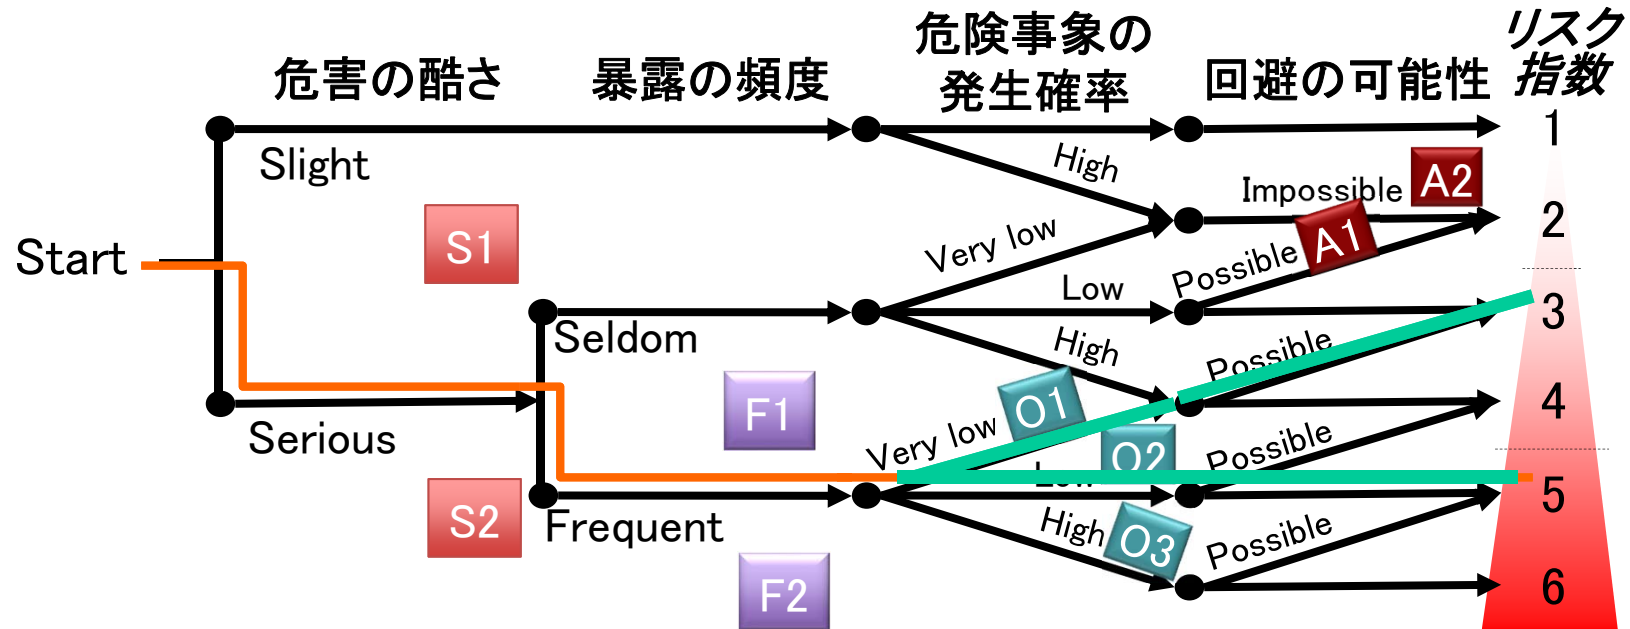 危害の酷さ
暴露の頻度
危険事象の
発生確率
回避の可能性
リスク
指数
Start
Slight
S1
Serious
S2
Seldom
F1
Frequent
F2
High
Very low
Low
High
Very low
O1
O2
Low
High
O3
Impossible
A2
Possible
A1
Possible
Possible
Possible
1
2
3
4
5
6